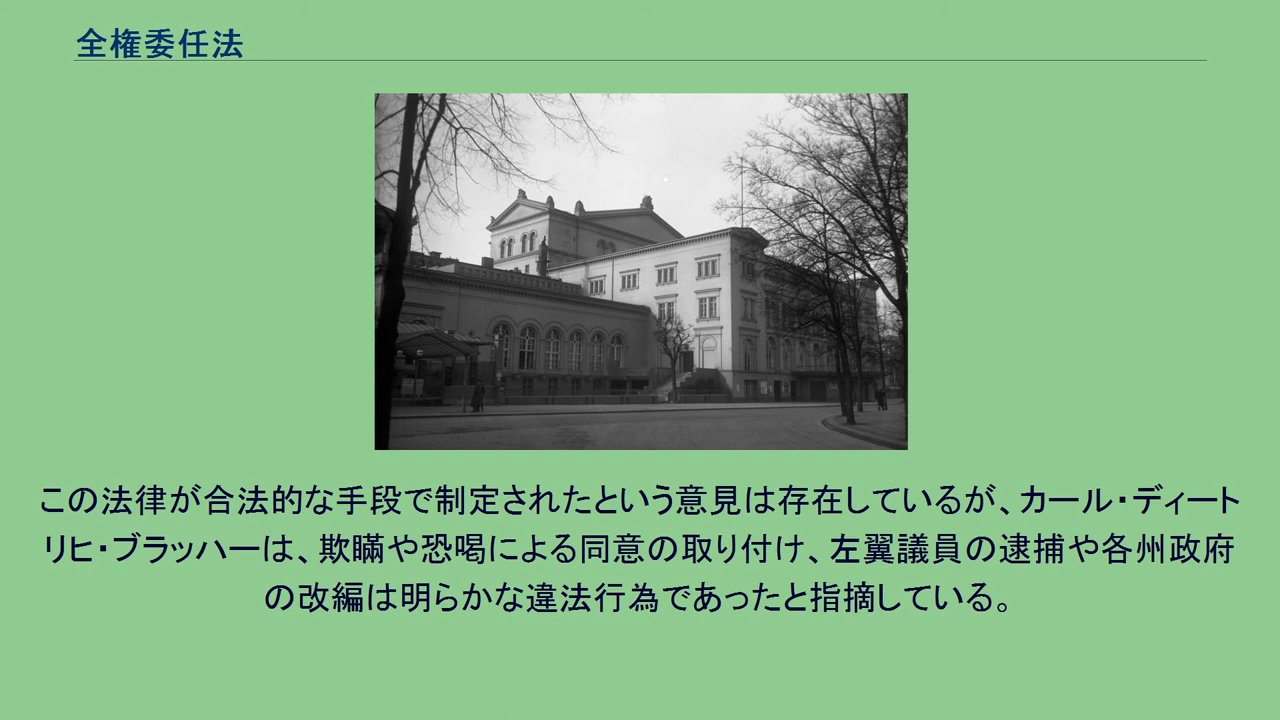 全権委任法
この法律が合法的な手段で制定されたという意見は存在しているが、カール・ディート
リヒ・ブラッハーは、欺瞞や恐喝による同意の取り付け、左翼議員の逮捕や各州政府
の改編は明らかな違法行為であったと指摘している。